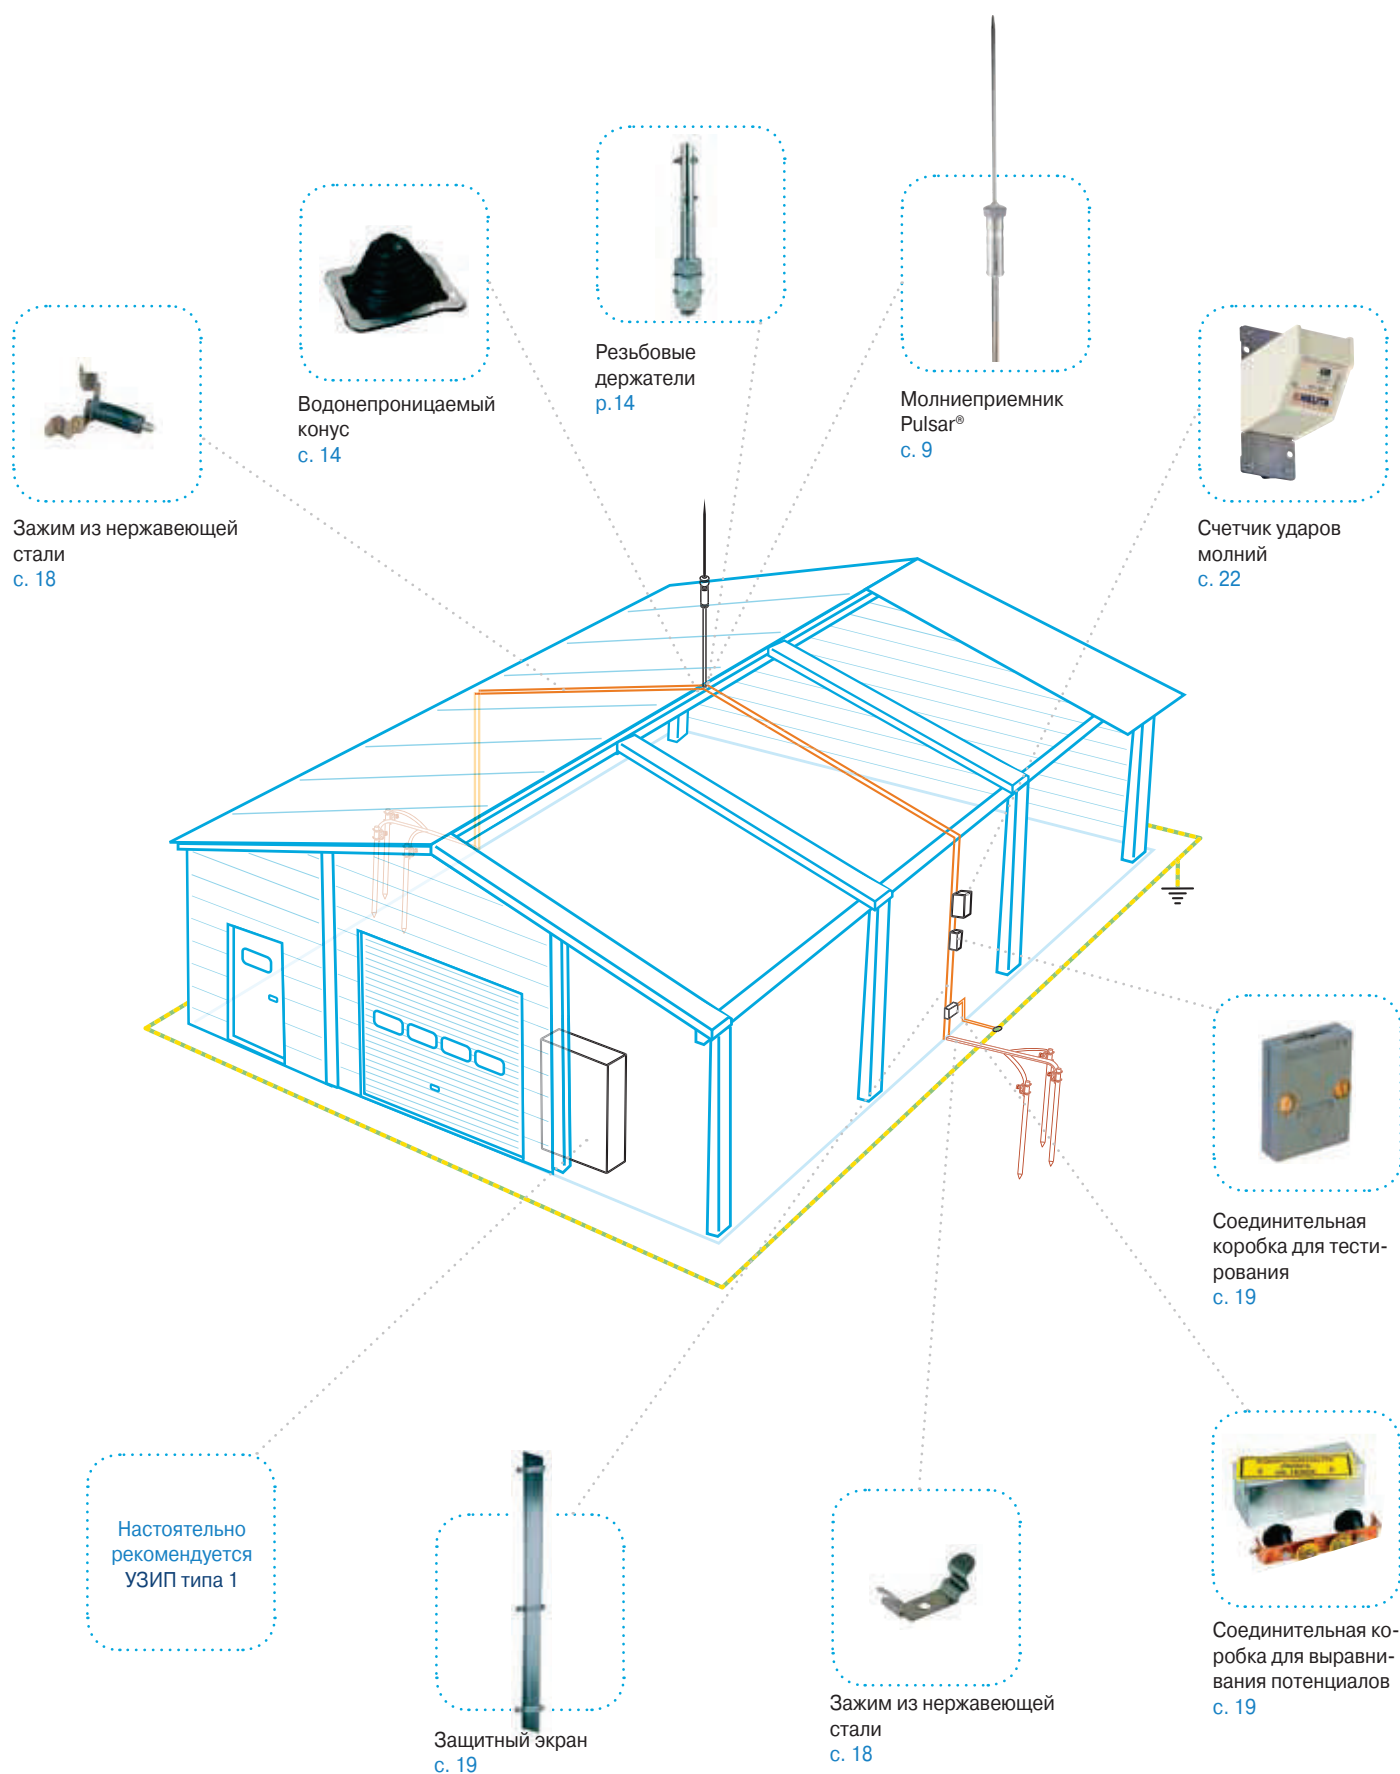 Резьбовые
держатели
p.14
Молниеприемник
Pulsar®
с. 9
Водонепроницаемый
конус
с. 14
HELITA
Счетчик ударов
молний
с. 22
Зажим из нержавеющей
стали
с. 18
Соединительная
коробка для тести-
рования
с. 19
Настоятельно
рекомендуется
УЗИП типа 1
Защитный экран
с. 19
Зажим из нержавеющей
стали
с. 18
Соединительная ко-
робка для выравни-
вания потенциалов
с. 19